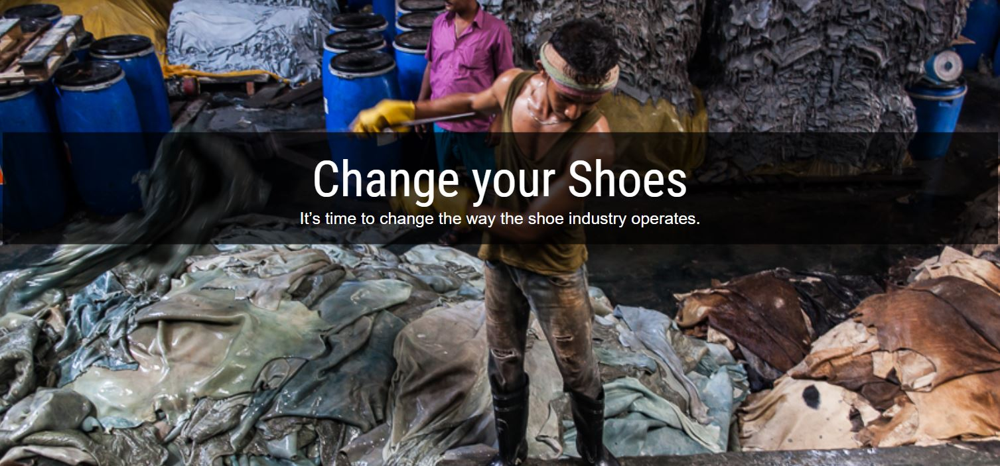 Change your Shoes
It’s time to change the way the shoe industry operates.